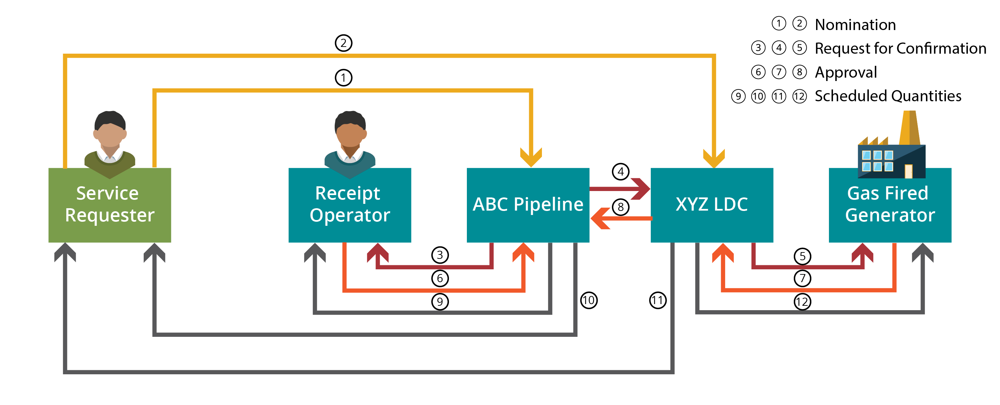 ① ② Nomination
③ ④ ⑤ Request for Confirmation
⑥ ⑦ ⑧ Approval
⑨ ⑩ ⑪ ⑫ Scheduled Quantities
②
①
Service
Requester
Receipt
Operator
ABC Pipeline
④
⑧
XYZ LDC
Gas Fired
Generator
③
⑥
⑨
⑩
⑪
⑤
⑦
⑫